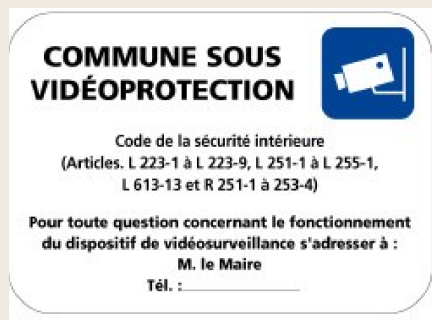 COMMUNE SOUS
VIDÉOPROTECTION
Code de la sécurité intérieure
(Articles. L 223-1 à L 223-9, L 251-1 à L 255-1,
L 613-13 et R 251-1 à 253-4)
Pour toute question concernant le fonctionnement
du dispositif de vidéosurveillance s'adresser à :
M. le Maire
Tél. :